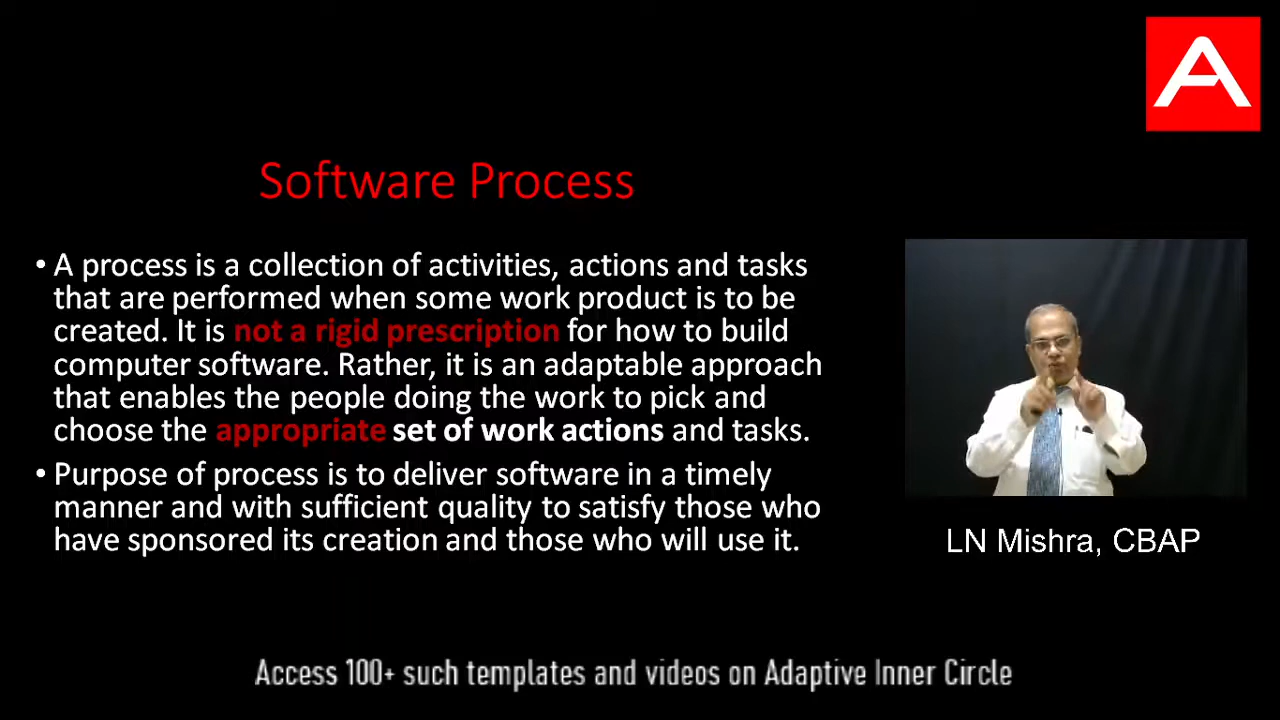 A
Software Process
• A process is a collection of activities, actions and tasks
that are performed when some work product is to be
created. It is not a rigid prescription for how to build
computer software. Rather, it is an adaptable approach
that enables the people doing the work to pick and
choose the appropriate set of work actions and tasks.
• Purpose of process is to deliver software in a timely
manner and with sufficient quality to satisfy those who
have sponsored its creation and those who will use it.
LN Mishra, CBAP
Access 100+ such templates and videos on Adaptive Inner Circle